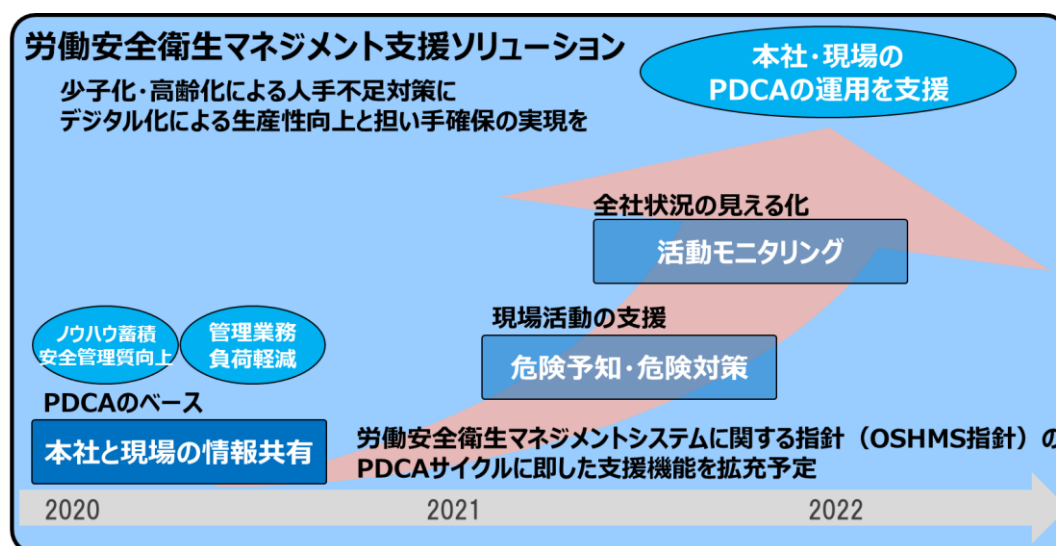 労働安全衛生マネジメント支援ソリューション
少子化・高齢化による人手不足対策に
デジタル化による生産性向上と担い手確保の実現を
本社・現場の
PDCAの運用を支援
全社状況の見える化
活動モニタリング
現場活動の支援
危険予知・危険対策
ノウハウ蓄積
安全管理質向上
管理業務
負荷軽減
PDCAのベース
本社と現場の情報共有
労働安全衛生マネジメントシステムに関する指針（OSHMS指針）の
PDCAサイクルに即した支援機能を拡充予定
2020
2021
2022